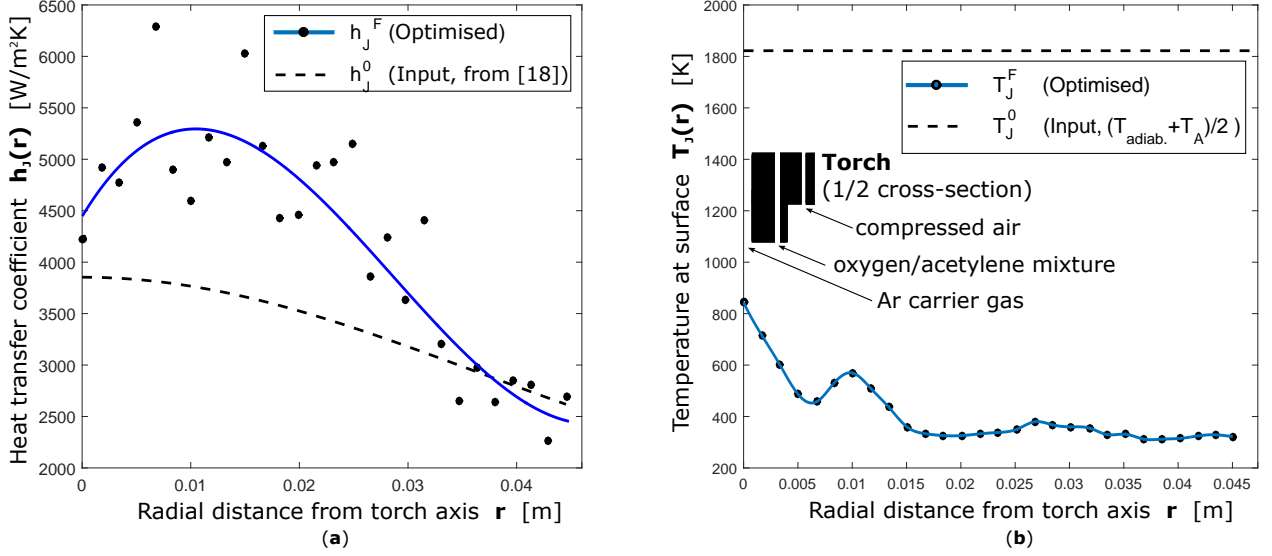 Heat transfer coefficient h_J(r) [W/m²K]
6500
6000
5500
5000
4500
4000
3500
3000
2500
2000
h_J^F (Optimised)
h_J^0 (Input, from [18])
0
0.01
0.02
0.03
0.04
Radial distance from torch axis r [m]
(a)
Temperature at surface T_J(r) [K]
2000
1800
1600
1400
1200
1000
800
600
400
200
T_J^F (Optimised)
T_J^0 (Input, (T_adiab.+T_A)/2 )
Torch
(1/2 cross-section)
compressed air
oxygen/acetylene mixture
Ar carrier gas
0
0.005
0.01
0.015
0.02
0.025
0.03
0.035
0.04
0.045
Radial distance from torch axis r [m]
(b)